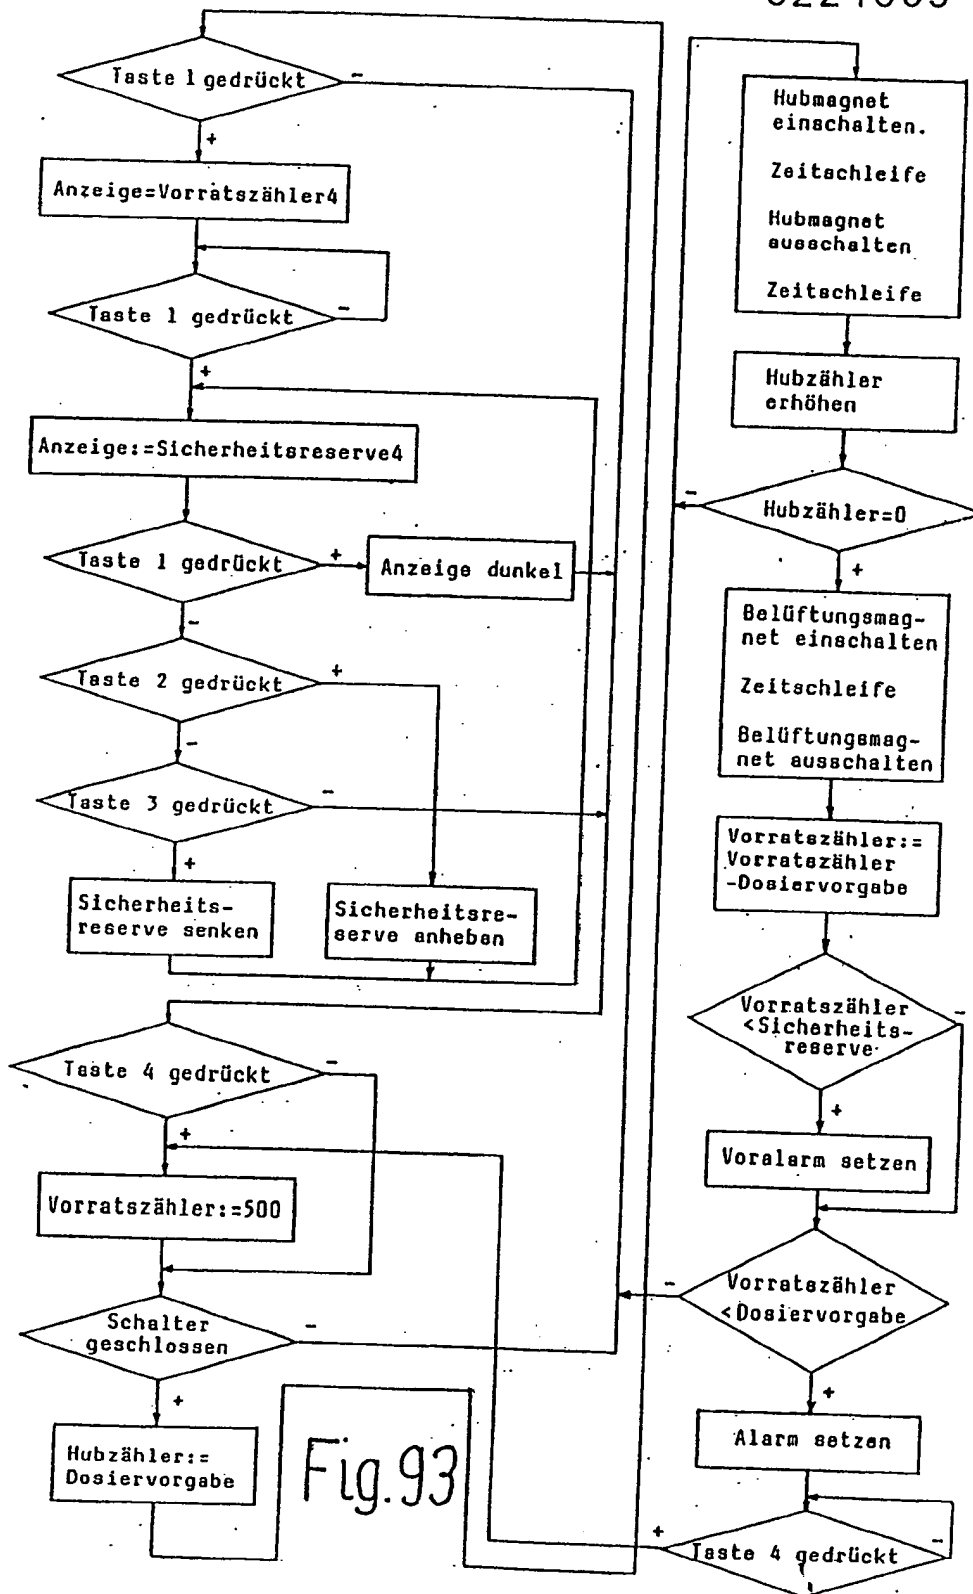 Taste 1 gedrückt
-
+
Anzeige=Vorratszähler4
Taste 1 gedrückt
-
+
Anzeige:=Sicherheitsreserve4
Taste 1 gedrückt
+
Anzeige dunkel
-
Taste 2 gedrückt
+
-
Taste 3 gedrückt
-
+
Sicherheits-
reserve senken
Sicherheitsre-
serve anheben
Taste 4 gedrückt
-
+
Vorratszähler:=500
Schalter
geschlossen
-
+
Hubzähler:=
Dosiervorgabe
Fig.93
Hubmagnet
einschalten.
Zeitschleife
Hubmagnet
ausschalten
Zeitschleife
Hubzähler
erhöhen
-
Hubzähler=0
+
Belüftungsmag-
net einschalten
Zeitschleife
Belüftungsmag-
net ausschalten
Vorratszähler:=
Vorratszähler
-Dosiervorgabe
Vorratszähler
<Sicherheits-
reserve
-
+
Voralarm setzen
-
Vorratszähler
<Dosiervorgabe
+
Alarm setzen
+
Taste 4 gedrückt
-